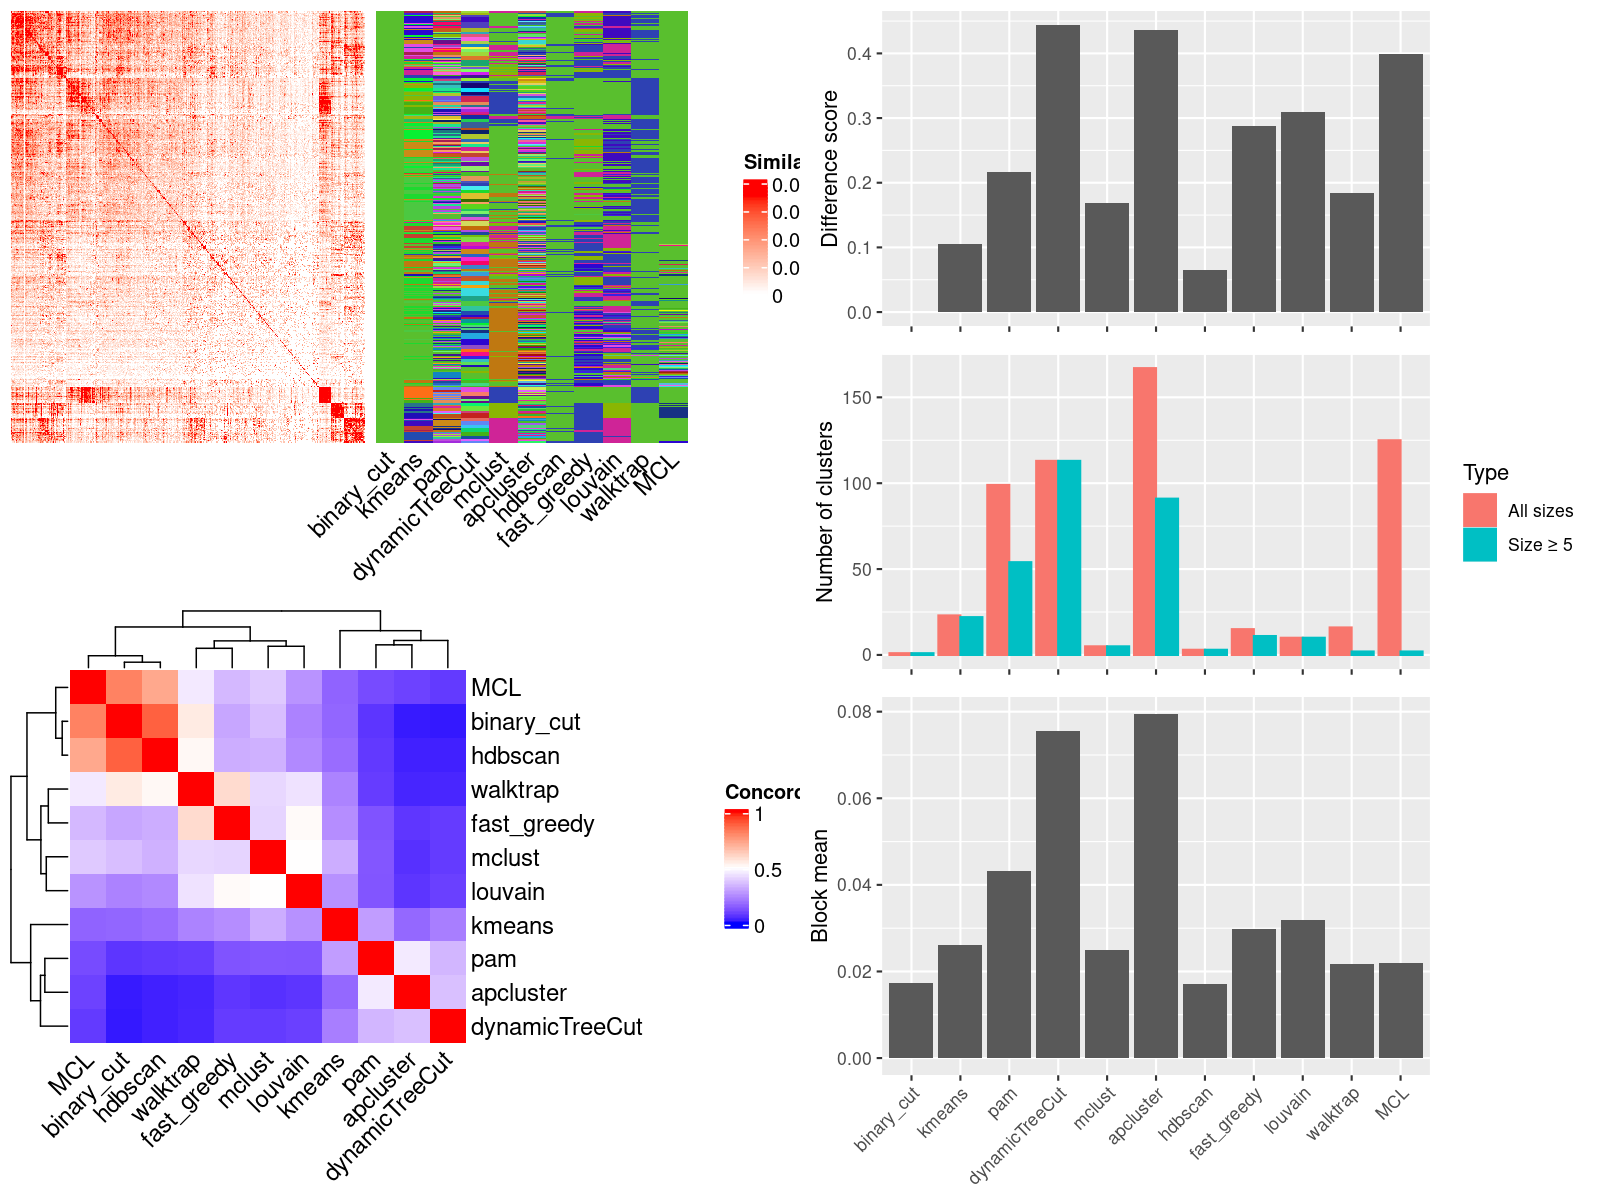 Simila
0.0
0.0
0.0
0.0
0
binary_cut
kmeans
pam
dynamicTreeCut
mclust
apcluster
hdbscan
fast_greedy
louvain
walktrap
MCL
MCL
binary_cut
hdbscan
walktrap
fast_greedy
mclust
louvain
kmeans
pam
apcluster
dynamicTreeCut
MCL
binary_cut
hdbscan
walktrap
fast_greedy
mclust
louvain
kmeans
pam
apcluster
dynamicTreeCut
Concord
1
0.5
0
Difference score
0.4
0.3
0.2
0.1
0.0
Number of clusters
150
100
50
0
Type
All sizes
Size ≥ 5
Block mean
0.08
0.06
0.04
0.02
0.00
binary_cut
kmeans
pam
dynamicTreeCut
mclust
apcluster
hdbscan
fast_greedy
louvain
walktrap
MCL